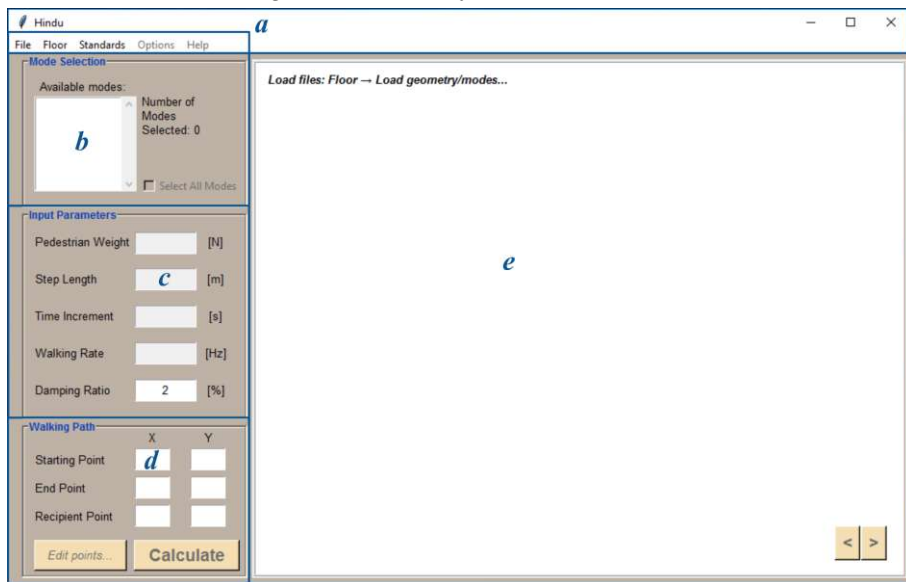 Hindu
a
File Floor Standards Options Help
Mode Selection
Available modes:
Number of
Modes
Selected: 0
b
Select All Modes
Load files: Floor → Load geometry/modes...
Input Parameters
Pedestrian Weight [N]
Step Length c [m]
Time Increment [s]
Walking Rate [Hz]
Damping Ratio 2 [%]
e
Walking Path
X Y
Starting Point d
End Point
Recipient Point
Edit points... Calculate
< >